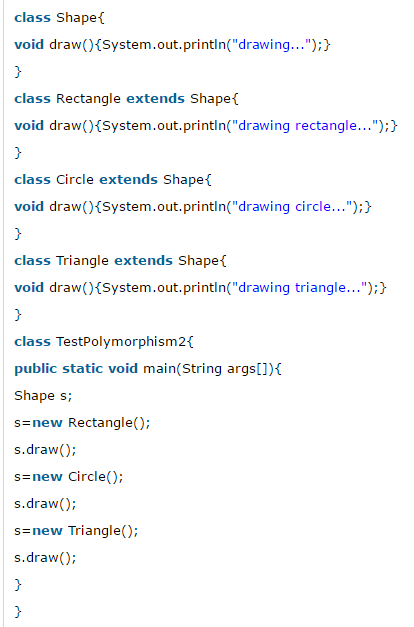 class Shape{
void draw(){System.out.println("drawing...");}
}
class Rectangle extends Shape{
void draw(){System.out.println("drawing rectangle...");}
}
class Circle extends Shape{
void draw(){System.out.println("drawing circle...");}
}
class Triangle extends Shape{
void draw(){System.out.println("drawing triangle...");}
}
class TestPolymorphism2{
public static void main(String args[]){
Shape s;
s=new Rectangle();
s.draw();
s=new Circle();
s.draw();
s=new Triangle();
s.draw();
}
}